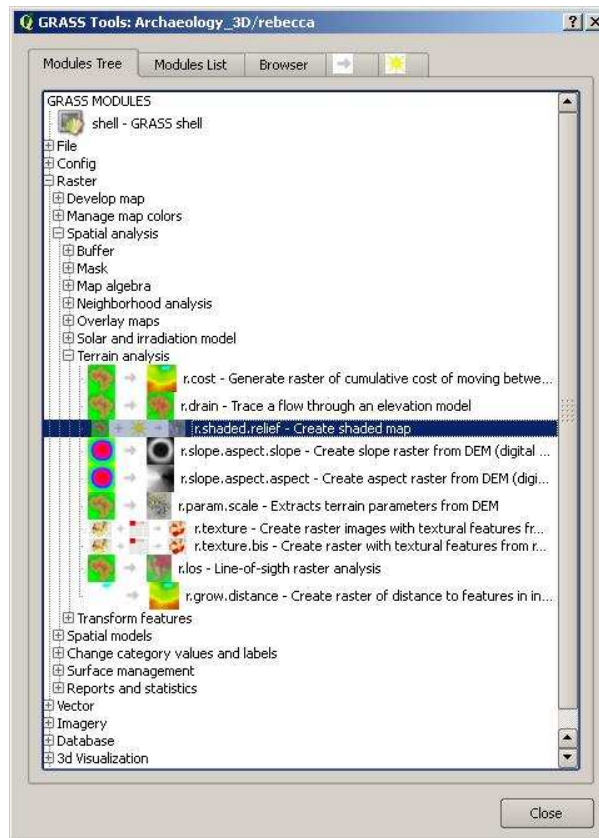 GRASS Tools: Archaeology_3D/rebecca
Modules Tree
Modules List
Browser
GRASS MODULES
shell - GRASS shell
File
Config
Raster
Develop map
Manage map colors
Spatial analysis
Buffer
Mask
Map algebra
Neighborhood analysis
Overlay maps
Solar and irradiation model
Terrain analysis
r.cost - Generate raster of cumulative cost of moving betwe...
r.drain - Trace a flow through an elevation model
r.shaded.relief - Create shaded map
r.slope.aspect.slope - Create slope raster from DEM (digital ...
r.slope.aspect.aspect - Create aspect raster from DEM (digi...
r.param.scale - Extracts terrain parameters from DEM
r.texture - Create raster images with textural features fr...
r.texture.bis - Create raster with textural features from r...
r.los - Line-of-sigth raster analysis
r.grow.distance - Create raster of distance to features in in...
Transform features
Spatial models
Change category values and labels
Surface management
Reports and statistics
Vector
Imagery
Database
3d Visualization
Close